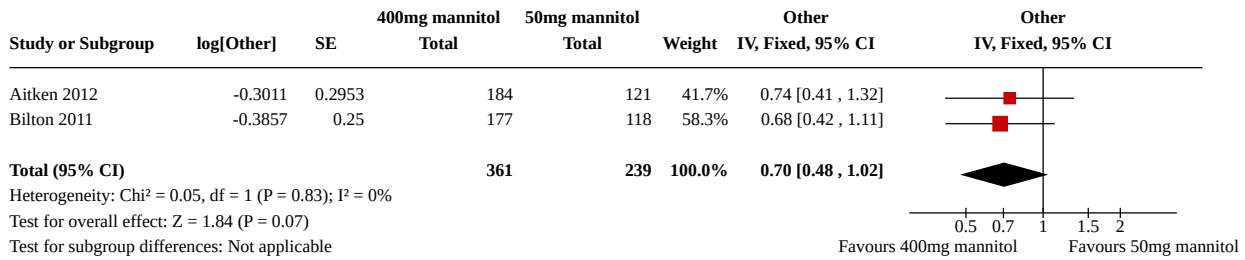 400mg mannitol 50mg mannitol Other Other
Study or Subgroup log[Other] SE Total Total Weight IV, Fixed, 95% CI IV, Fixed, 95% CI
Aitken 2012 -0.3011 0.2953 184 121 41.7% 0.74 [0.41 , 1.32]
Bilton 2011 -0.3857 0.25 177 118 58.3% 0.68 [0.42 , 1.11]
Total (95% CI) 361 239 100.0% 0.70 [0.48 , 1.02]
Heterogeneity: Chi² = 0.05, df = 1 (P = 0.83); I² = 0%
Test for overall effect: Z = 1.84 (P = 0.07)
0.5 0.7 1 1.5 2
Test for subgroup differences: Not applicable
Favours 400mg mannitol Favours 50mg mannitol